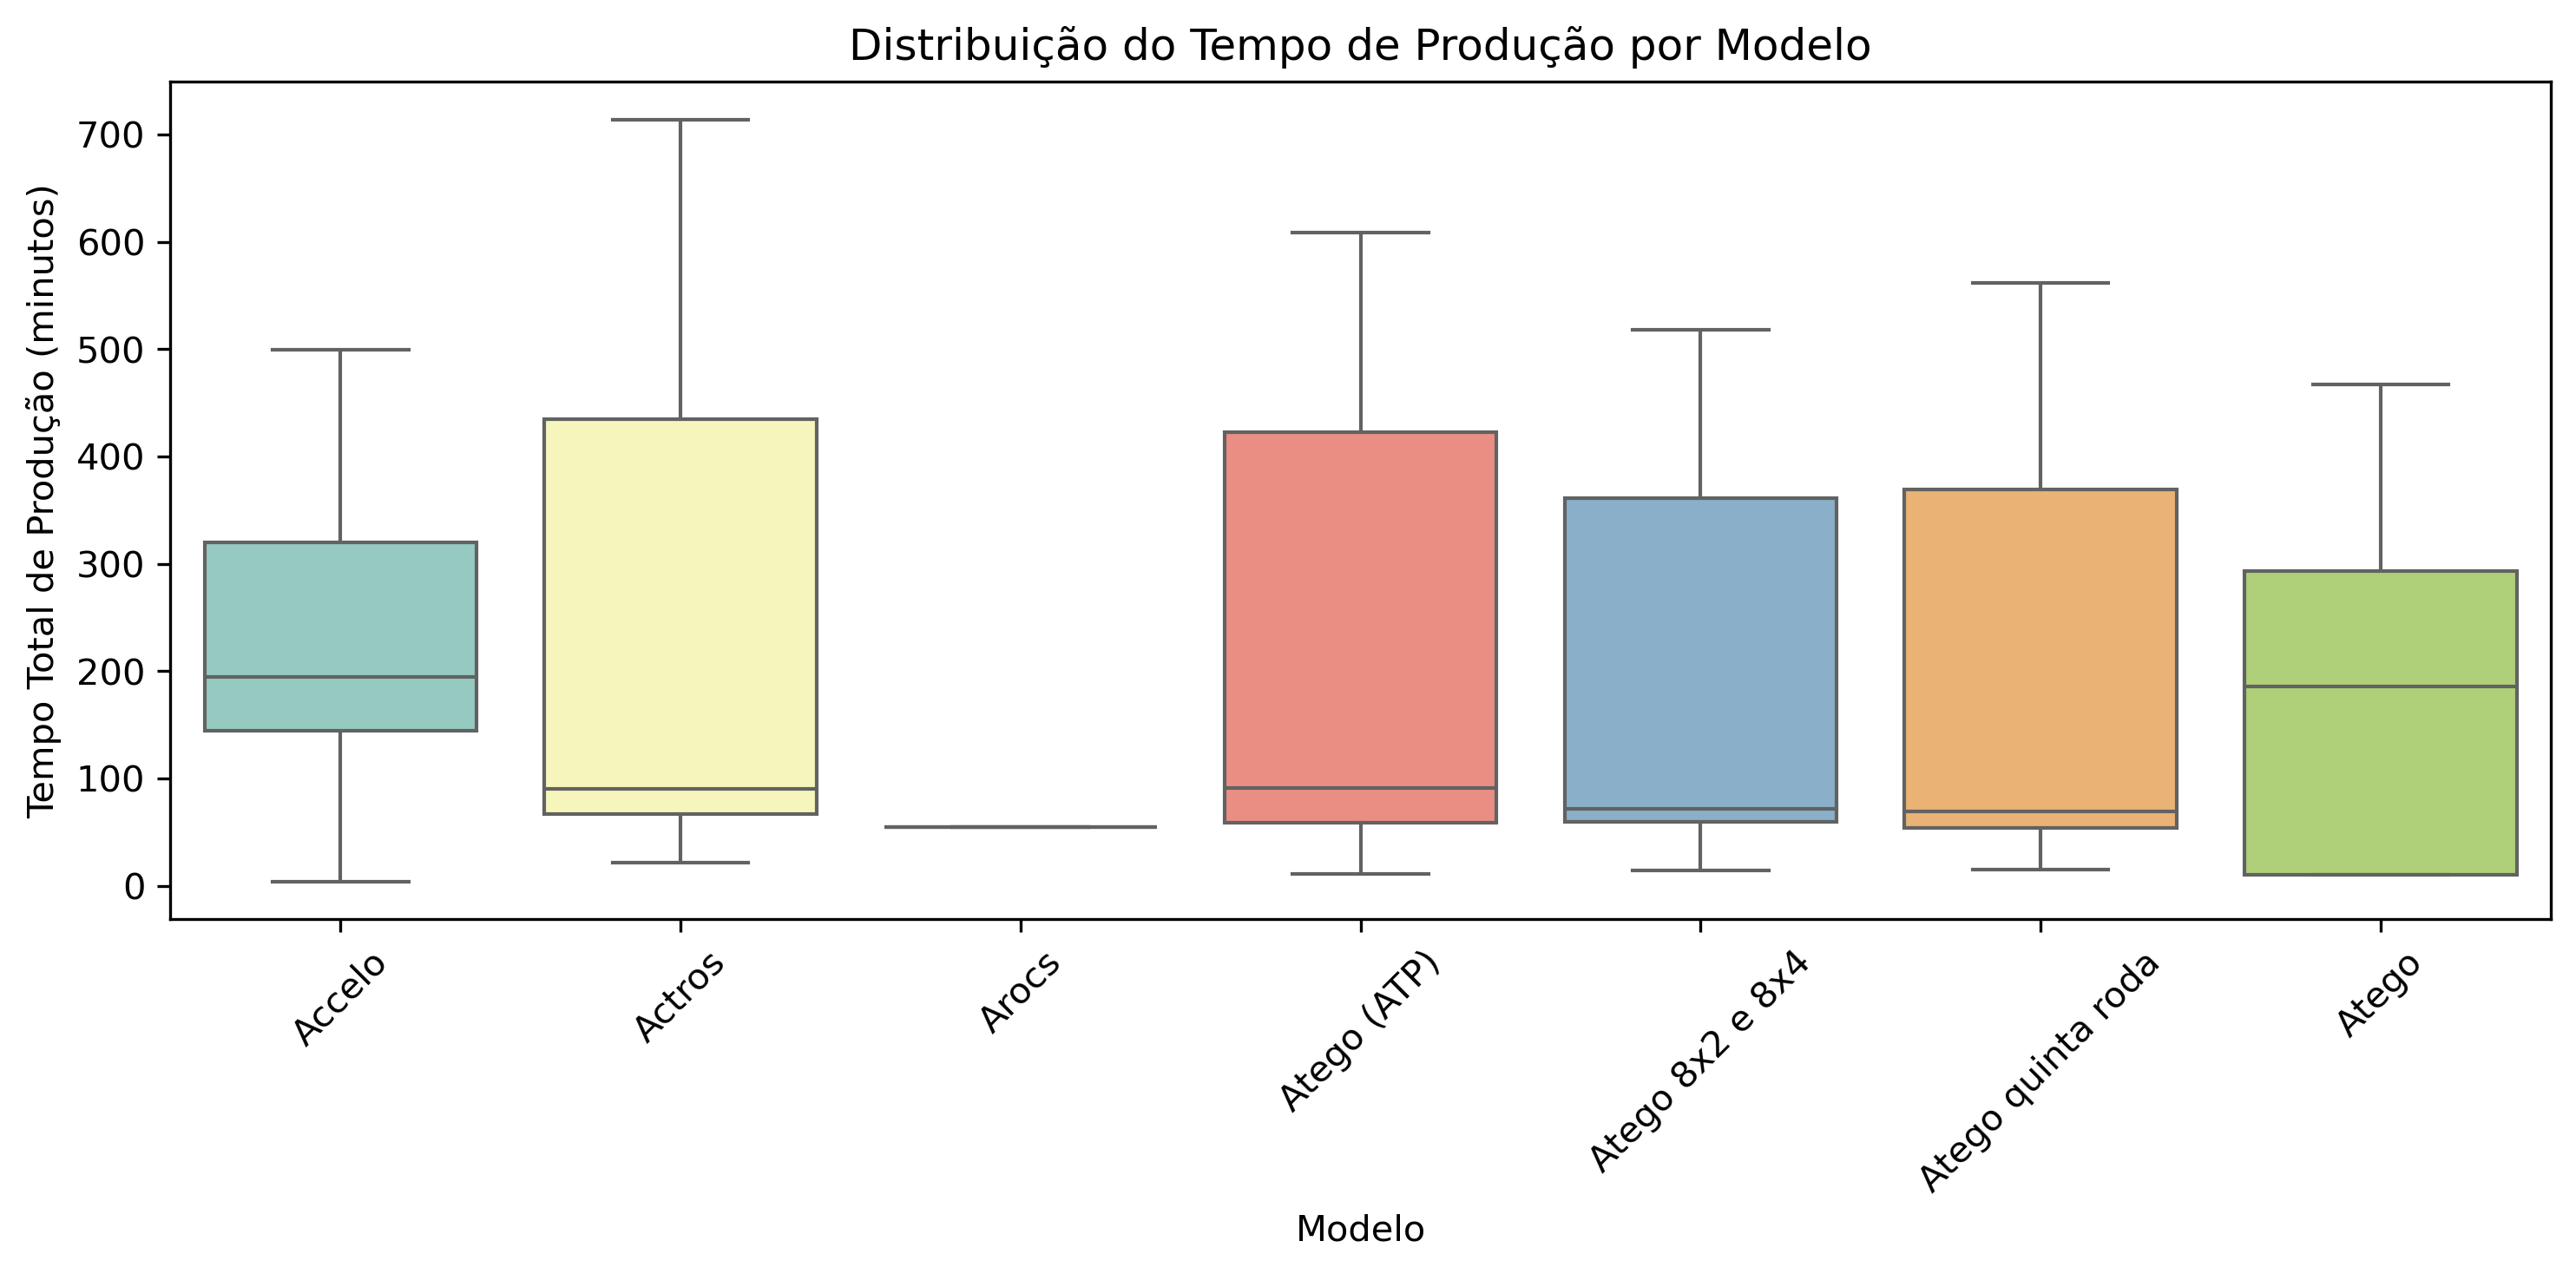 Distribuição do Tempo de Produção por Modelo
Tempo Total de Produção (minutos)
700
600
500
400
300
200
100
0
Accelo
Actros
Arocs
Atego (ATP)
Atego 8x2 e 8x4
Atego quinta roda
Atego
Modelo